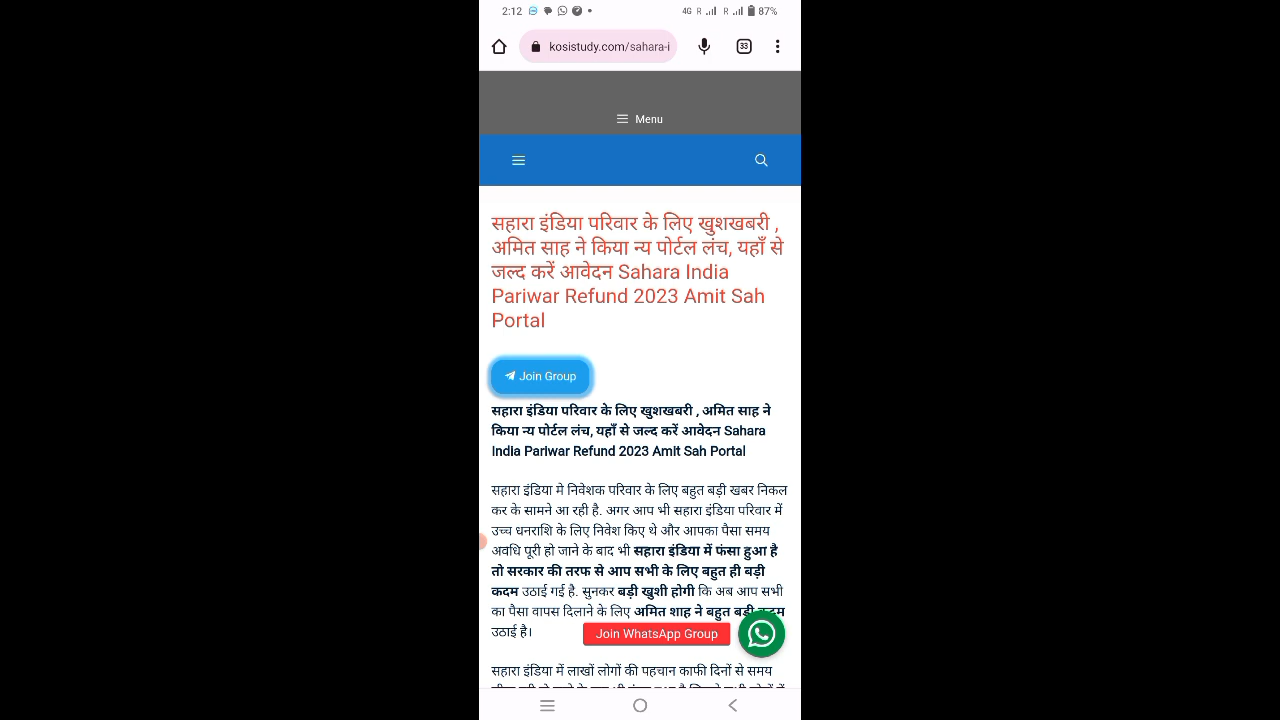 2:12
4G R R 87%
kosistudy.com/sahara-i
33
Menu
सहारा इंडिया परिवार के लिए खुशखबरी ,
अमित साह ने किया न्य पोर्टल लंच, यहाँ से
जल्द करें आवेदन Sahara India
Pariwar Refund 2023 Amit Sah
Portal
Join Group
सहारा इंडिया परिवार के लिए खुशखबरी , अमित साह ने
किया न्य पोर्टल लंच, यहाँ से जल्द करें आवेदन Sahara
India Pariwar Refund 2023 Amit Sah Portal
सहारा इंडिया मे निवेशक परिवार के लिए बहुत बड़ी खबर निकल
कर के सामने आ रही है. अगर आप भी सहारा इंडिया परिवार में
उच्च धनराशि के लिए निवेश किए थे और आपका पैसा समय
अवधि पूरी हो जाने के बाद भी सहारा इंडिया में फंसा हुआ है
तो सरकार की तरफ से आप सभी के लिए बहुत ही बड़ी
कदम उठाई गई है. सुनकर बड़ी खुशी होगी कि अब आप सभी
का पैसा वापस दिलाने के लिए अमित शाह ने बहुत बड़ी कदम
उठाई है।
Join WhatsApp Group
सहारा इंडिया में लाखों लोगों की पहचान काफी दिनों से समय